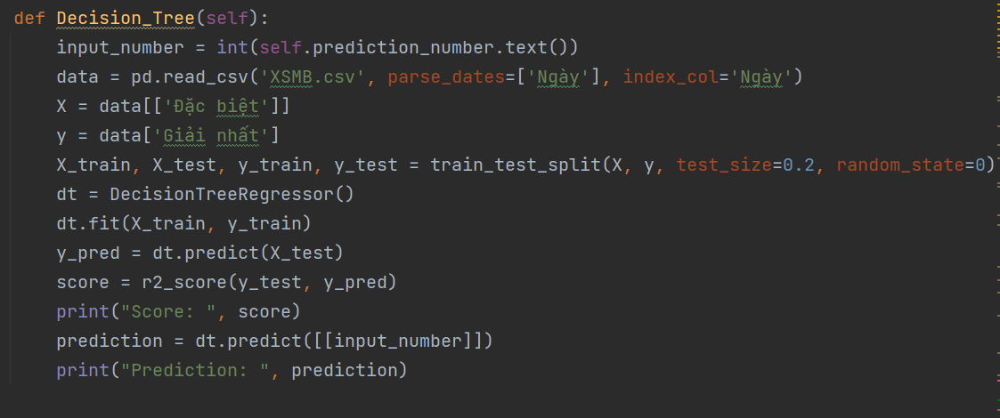 def Decision_Tree(self):
input_number = int(self.prediction_number.text())
data = pd.read_csv('XSMB.csv', parse_dates=['Ngày'], index_col='Ngày')
X = data[['Đặc biệt']]
y = data['Giải nhất']
X_train, X_test, y_train, y_test = train_test_split(X, y, test_size=0.2, random_state=0)
dt = DecisionTreeRegressor()
dt.fit(X_train, y_train)
y_pred = dt.predict(X_test)
score = r2_score(y_test, y_pred)
print("Score: ", score)
prediction = dt.predict([[input_number]])
print("Prediction: ", prediction)